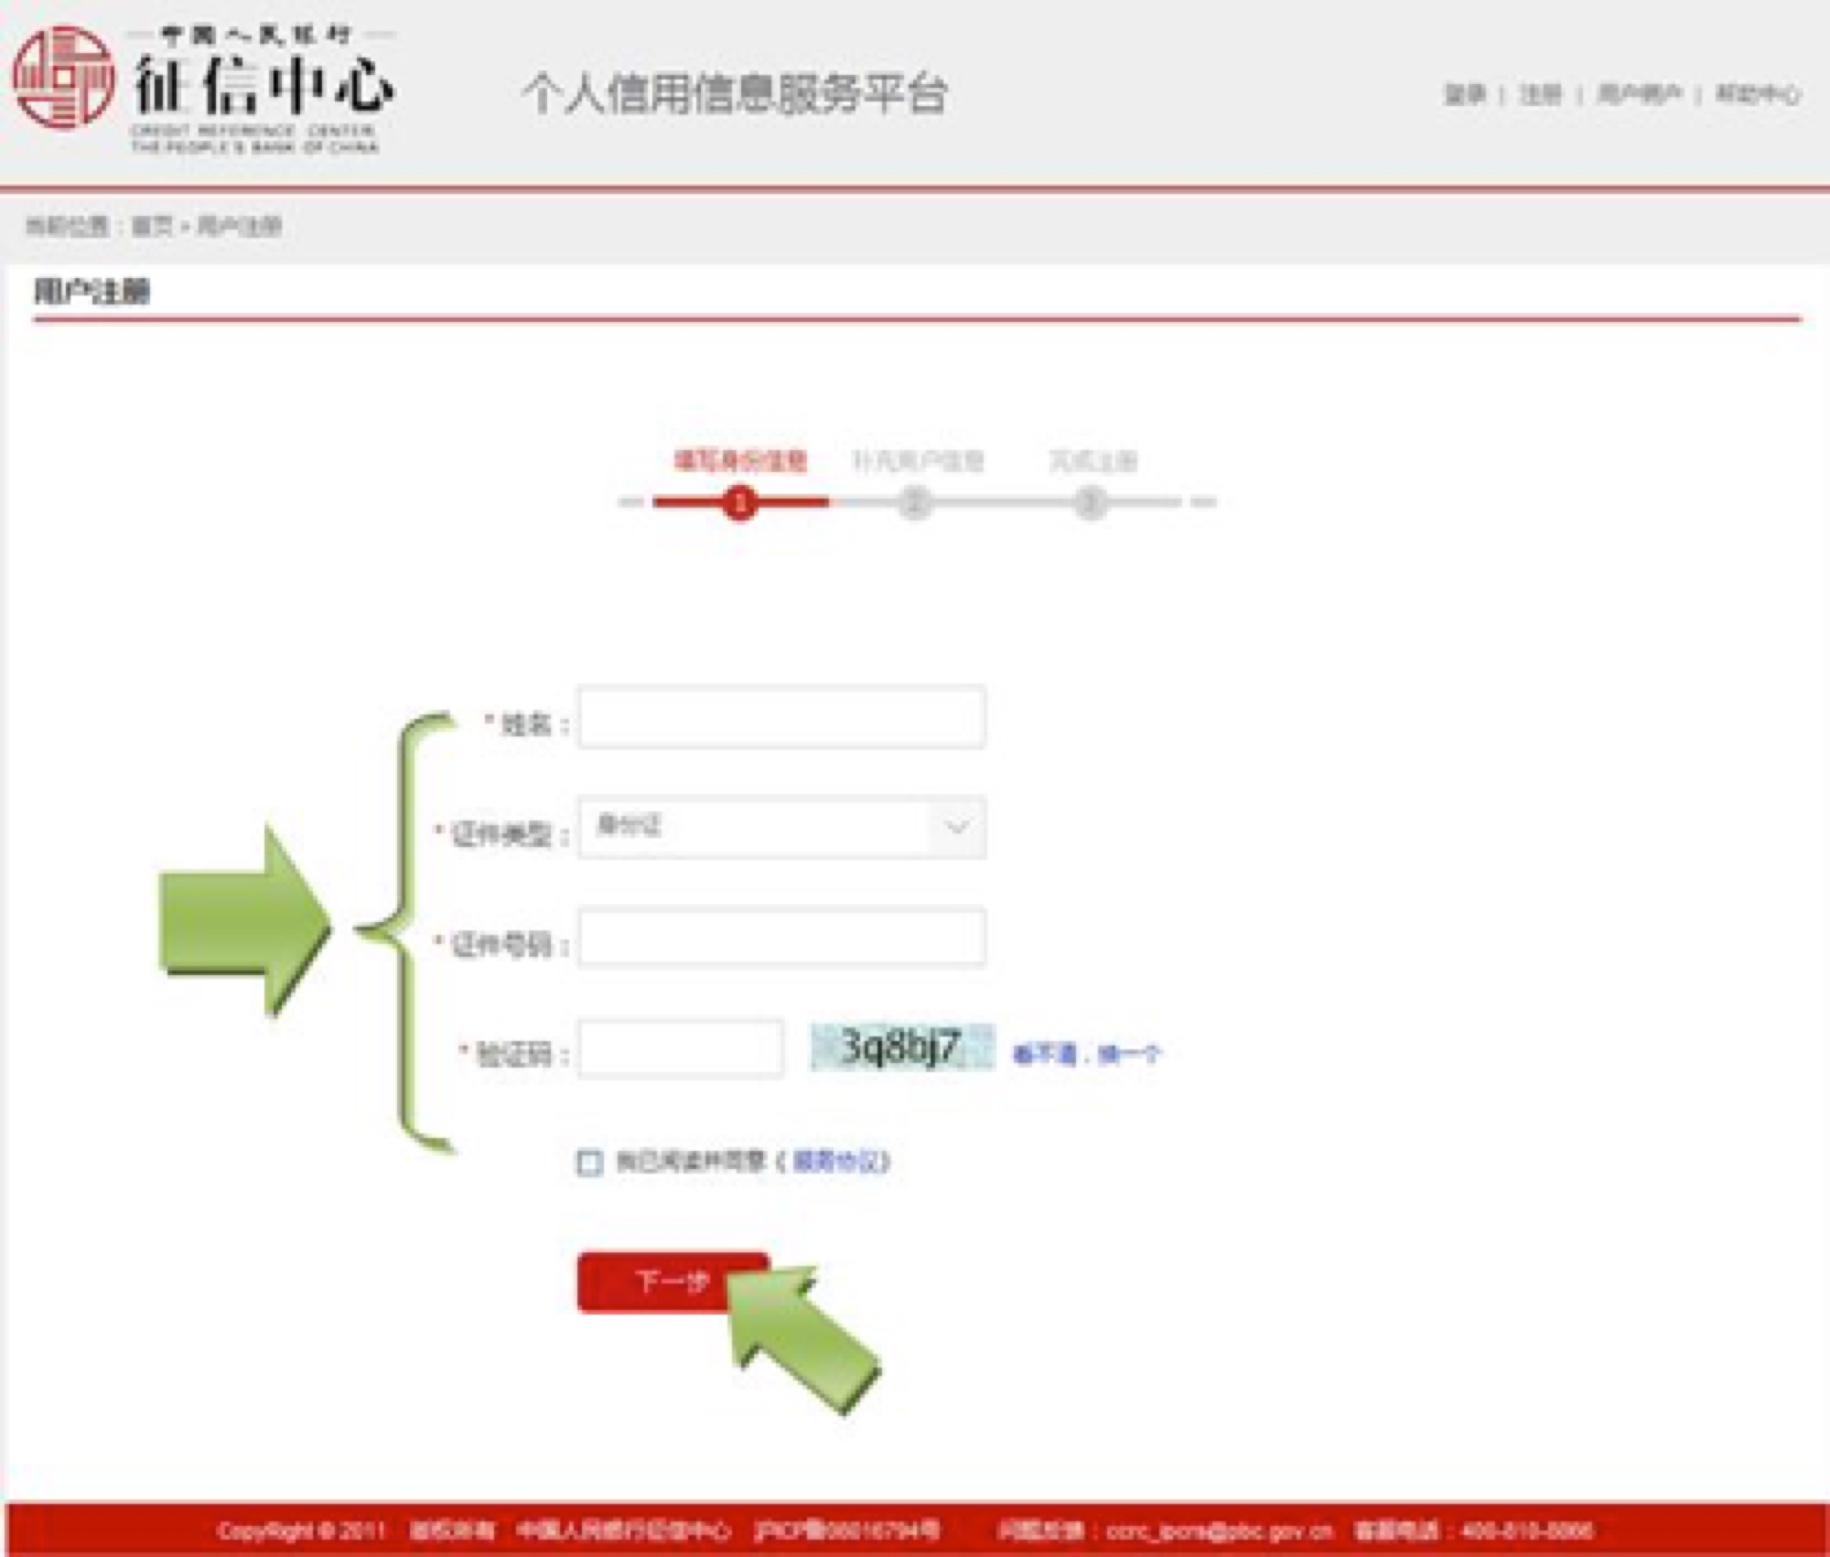 中国人民银行
征信中心
CREDIT REFERENCE CENTER,
THE PEOPLE'S BANK OF CHINA
个人信用信息服务平台
登录 | 注册 | 用户销户 | 帮助中心
当前位置：首页 > 用户注册
用户注册
填写身份信息 补充用户信息 完成注册
1 2 3
* 姓名：
* 证件类型： 身份证
* 证件号码：
* 验证码： 3q8bj7 看不清，换一个
我已阅读并同意《服务协议》
下一步
CopyRight © 2011 版权所有 中国人民银行征信中心 沪ICP备 问题反馈：ccrc_ipcrs@pbc.gov.cn 客服电话：400-810-8866